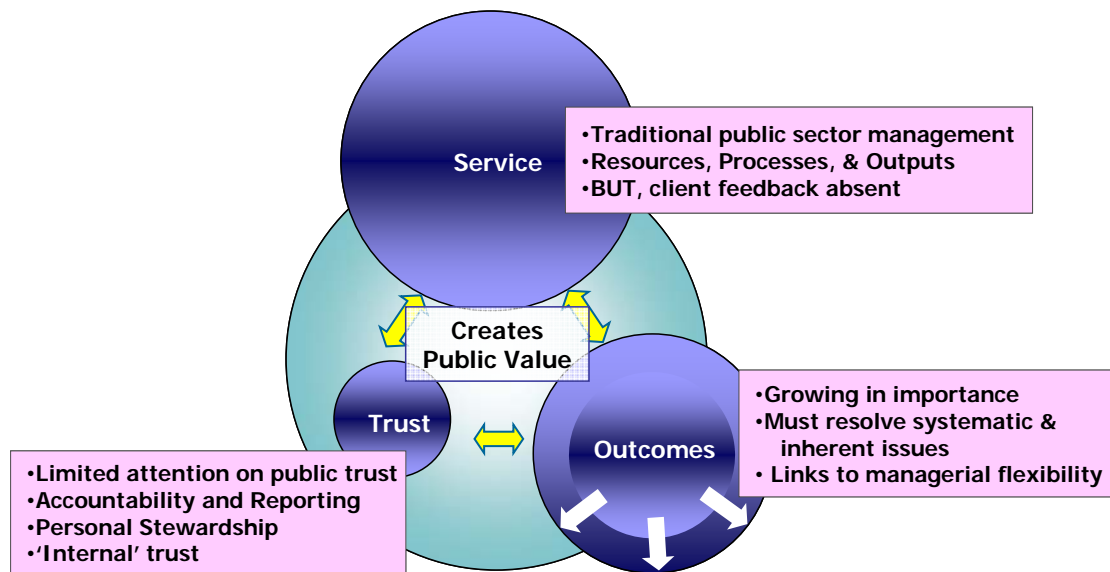 Service
•Traditional public sector management
•Resources, Processes, & Outputs
•BUT, client feedback absent
Creates
Public Value
Trust
Outcomes
•Growing in importance
•Must resolve systematic &
inherent issues
• Links to managerial flexibility
•Limited attention on public trust
•Accountability and Reporting
•Personal Stewardship
•‘Internal’ trust